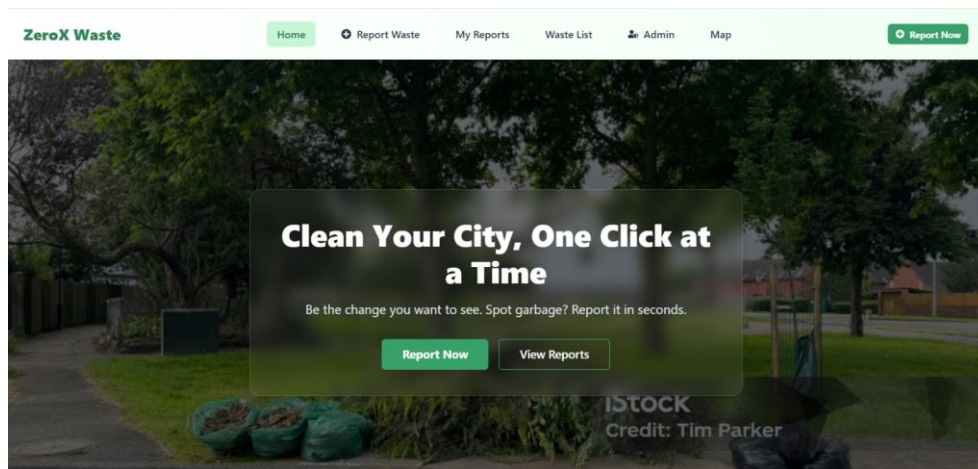 ZeroX Waste
Home
Report Waste
My Reports
Waste List
Admin
Map
Report Now
Clean Your City, One Click at
a Time
Be the change you want to see. Spot garbage? Report it in seconds.
Report Now
View Reports
iStock
Credit: Tim Parker